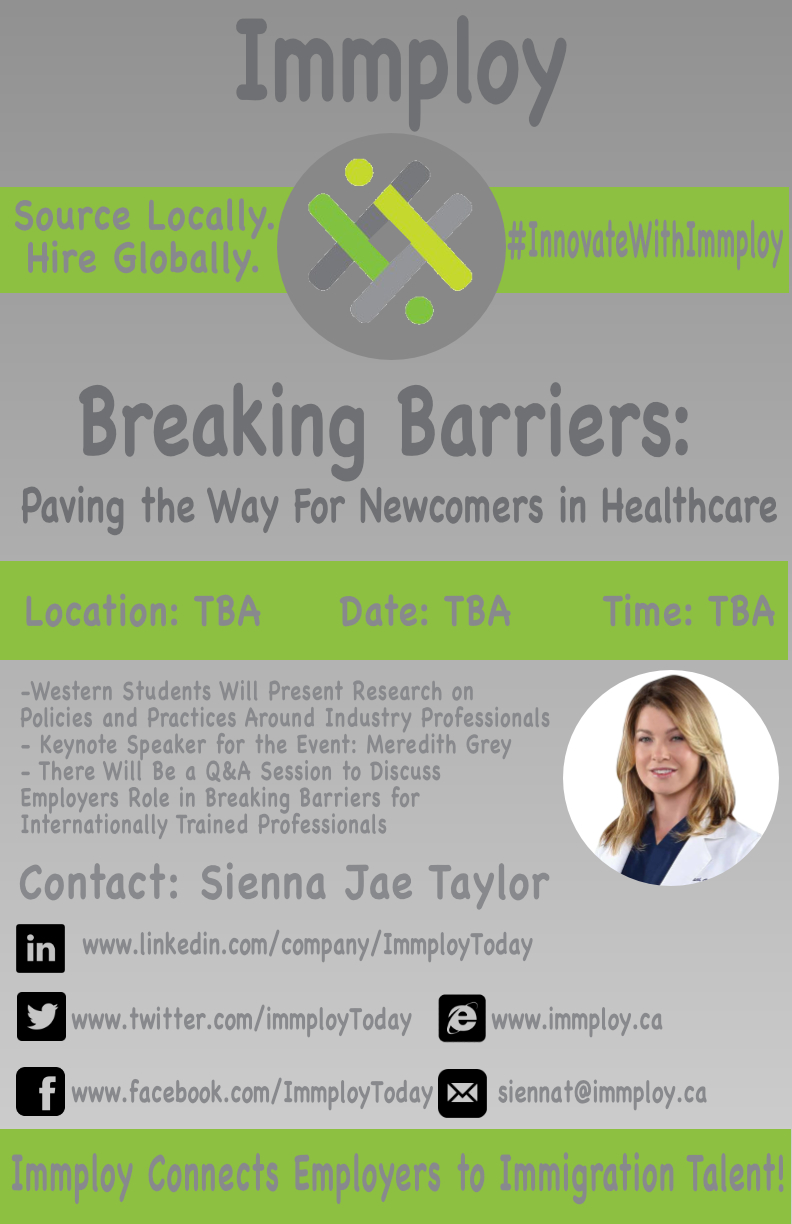 Immploy
Source Locally.
Hire Globally.
#InnovateWithImmploy
Breaking Barriers:
Paving the Way For Newcomers in Healthcare
Location: TBA Date: TBA Time: TBA
-Western Students Will Present Research on
Policies and Practices Around Industry Professionals
- Keynote Speaker for the Event: Meredith Grey
- There Will Be a Q&A Session to Discuss
Employers Role in Breaking Barriers for
Internationally Trained Professionals
Contact: Sienna Jae Taylor
in www.linkedin.com/company/ImmployToday
www.twitter.com/immployToday www.immploy.ca
f www.facebook.com/ImmployToday siennat@immploy.ca
Immploy Connects Employers to Immigration Talent!